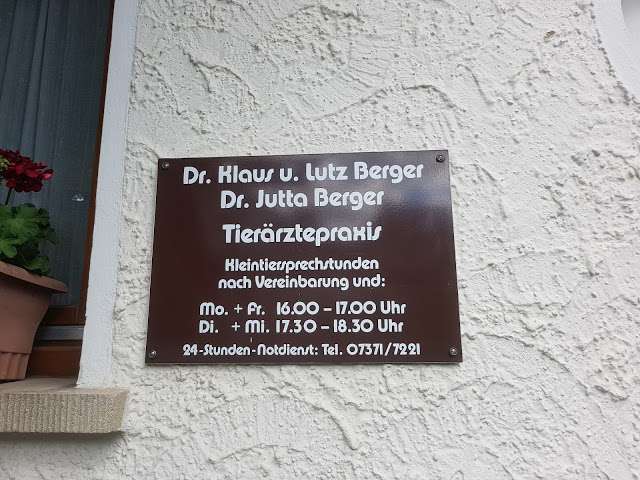 Dr. Klaus u. Lutz Berger
Dr. Jutta Berger
Tierärztepraxis
Kleintiersprechstunden
nach Vereinbarung und:
Mo. + Fr. 16.00 – 17.00 Uhr
Di. + Mi. 17.30 – 18.30 Uhr
24-Stunden-Notdienst: Tel. 07371/7221